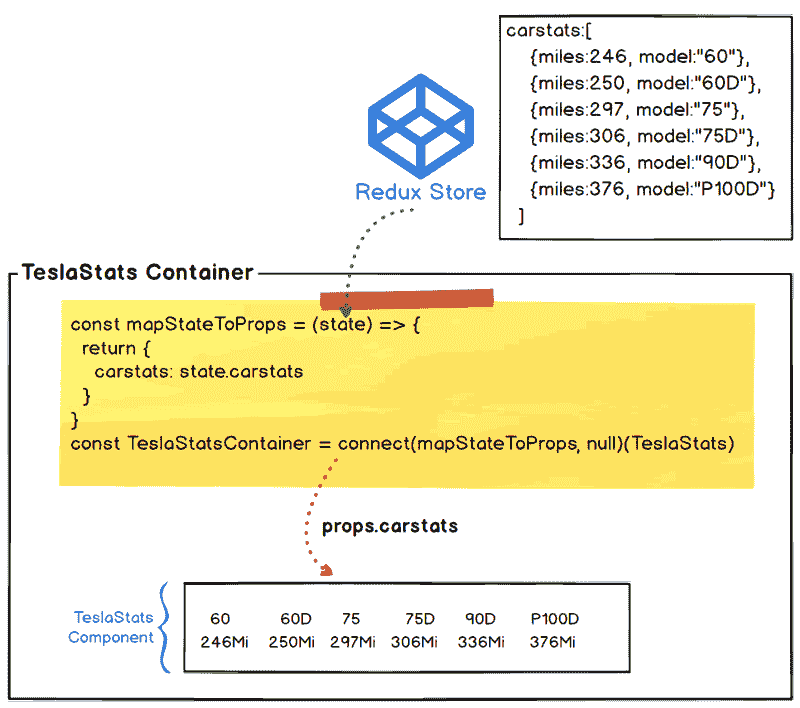 carstats:[
{miles:246, model:"60"},
{miles:250, model:"60D"},
{miles:297, model:"75"},
{miles:306, model:"75D"},
{miles:336, model:"90D"},
{miles:376, model:"P100D"}
]
Redux Store
TeslaStats Container
const mapStateToProps = (state) => {
return {
carstats: state.carstats
}
}
const TeslaStatsContainer = connect(mapStateToProps, null)(TeslaStats)
props.carstats
TeslaStats
Component
60 60D 75 75D 90D P100D
246Mi 250Mi 297Mi 306Mi 336Mi 376Mi